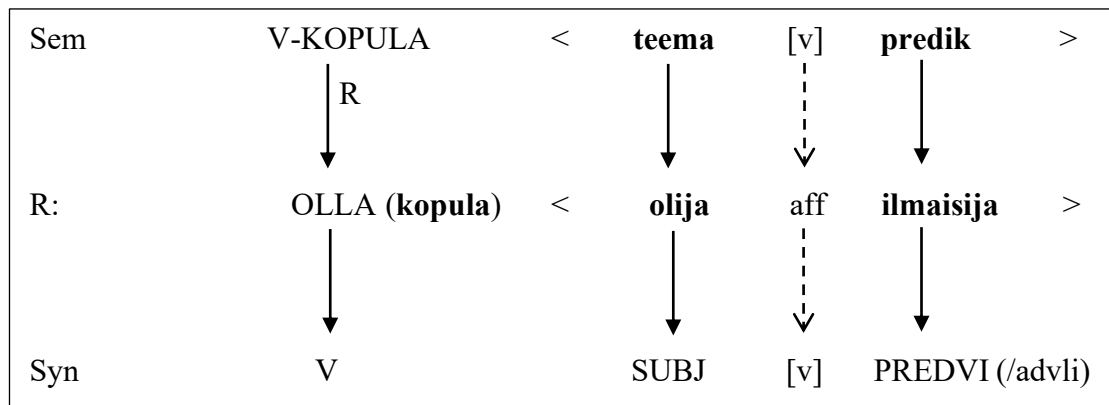 Sem V-KOPULA < teema [v] predik >
R
R: OLLA (kopula) < olija aff ilmaisija >
Syn V SUBJ [v] PREDVI (/advli)